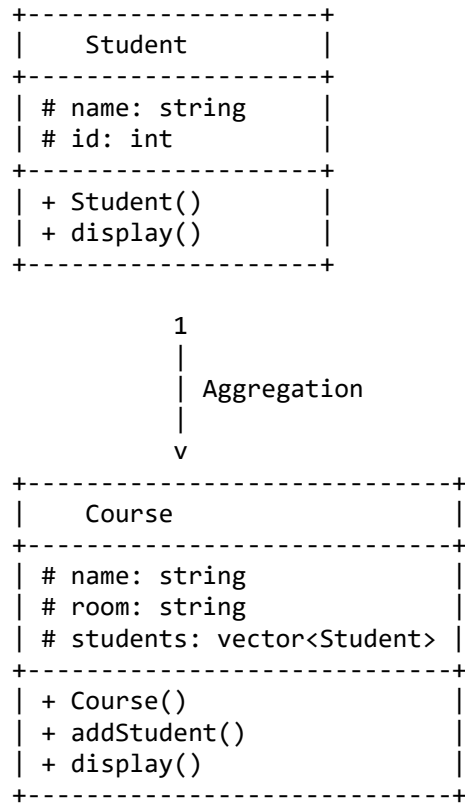 Student
# name: string
# id: int
+ Student()
+ display()
1
Aggregation
v
Course
# name: string
# room: string
# students: vector<Student>
+ Course()
+ addStudent()
+ display()